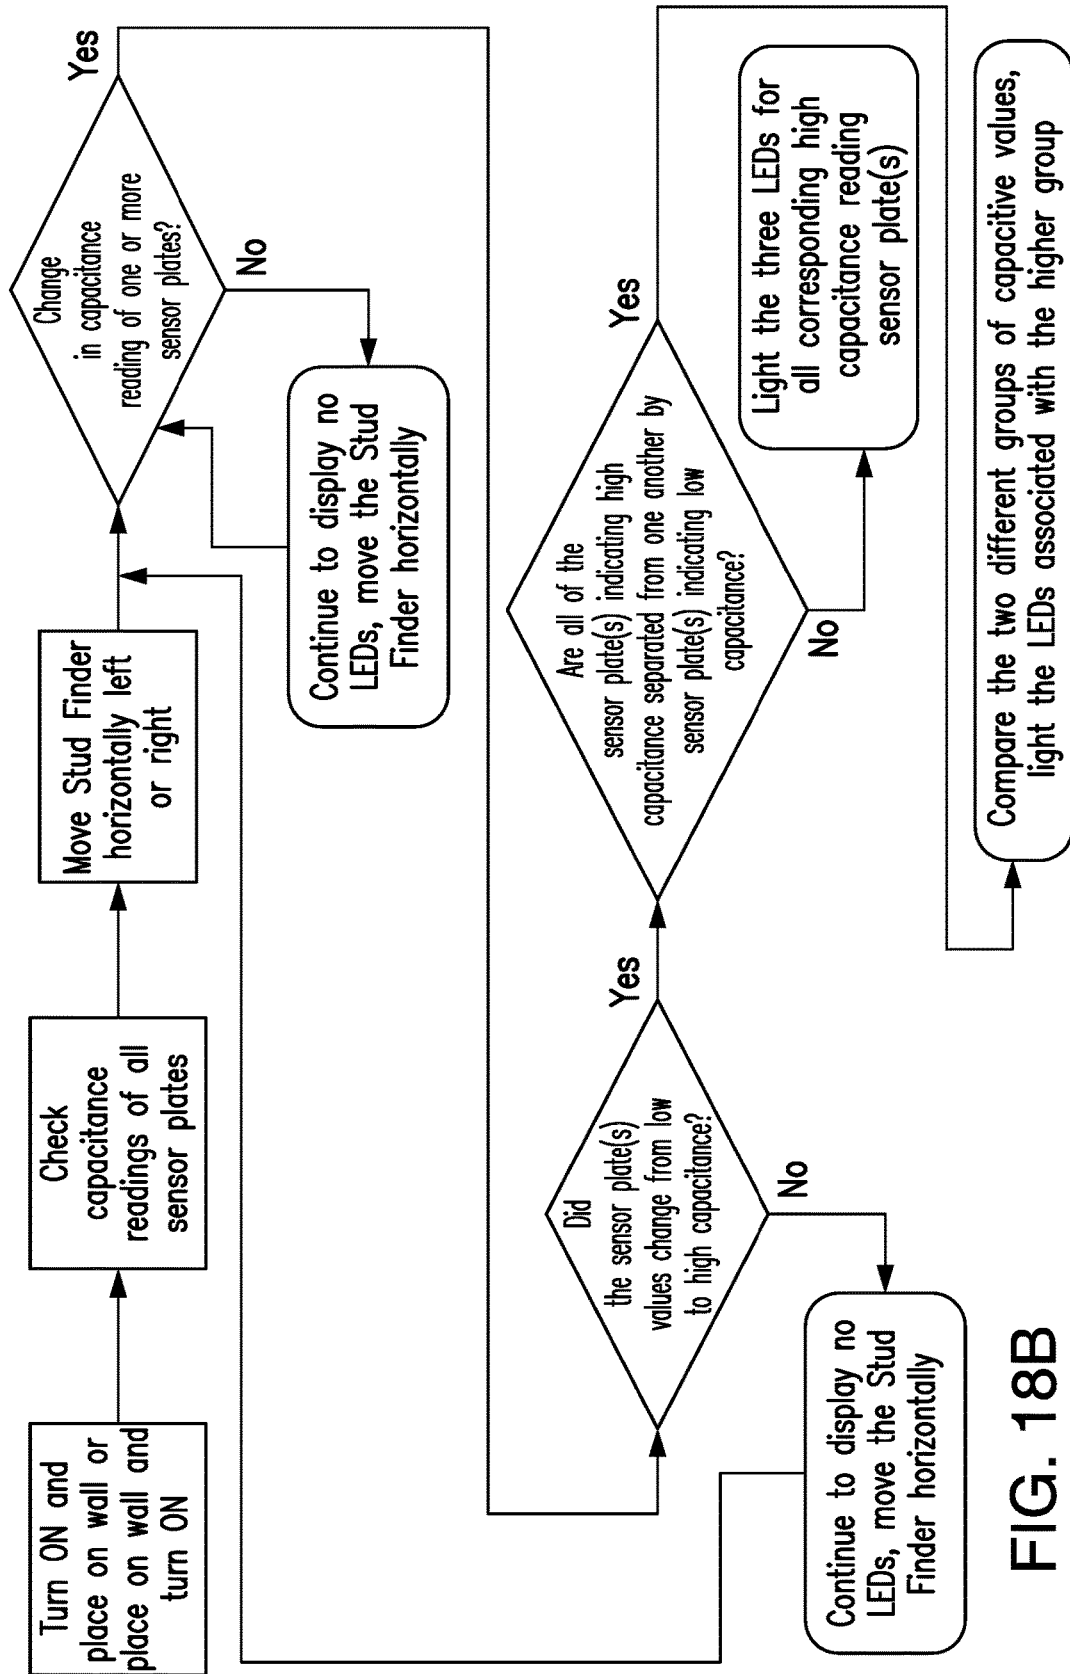 Turn ON and
place on wall or
place on wall and
turn ON
Check
capacitance
readings of all
sensor plates
Move Stud Finder
horizontally left
or right
Change
in capacitance
reading of one or more
sensor plates?
Yes
No
Continue to display no
LEDs, move the Stud
Finder horizontally
Did
the sensor plate(s)
values change from low
to high capacitance?
Yes
No
Continue to display no
LEDs, move the Stud
Finder horizontally
Are all of the
sensor plate(s) indicating high
capacitance separated from one another by
sensor plate(s) indicating low
capacitance?
Yes
No
Light the three LEDs for
all corresponding high
capacitance reading
sensor plate(s)
Compare the two different groups of capacitive values,
light the LEDs associated with the higher group
FIG. 18B